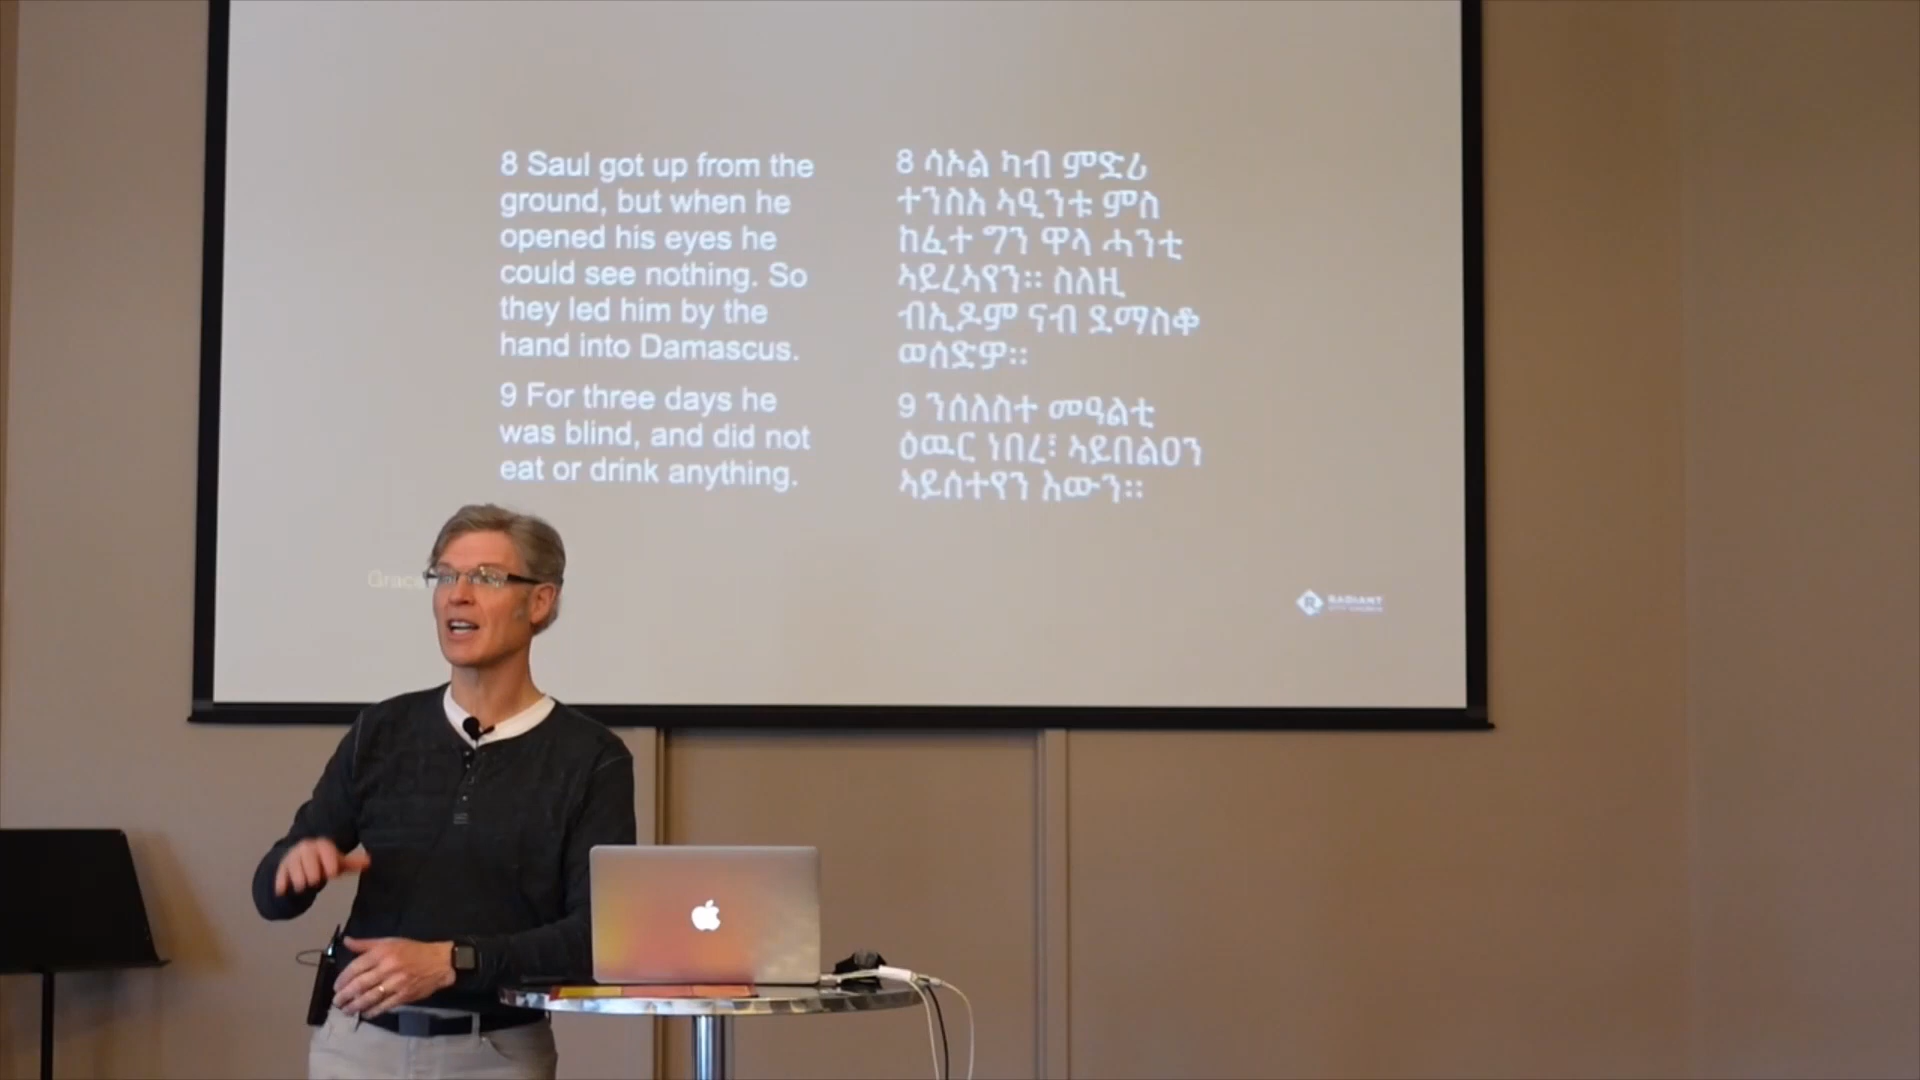 8 Saul got up from the
ground, but when he
opened his eyes he
could see nothing. So
they led him by the
hand into Damascus.
9 For three days he
was blind, and did not
eat or drink anything.
8 ሳኦል ካብ ምድሪ
ተንስአ ኣዒንቱ ምስ
ከፈተ ግን ዋላ ሓንቲ
ኣይረኣየን። ስለዚ
ብኢዶም ናብ ደማስቆ
ወሰድዎ።
9 ንሰለስተ መዓልቲ
ዕዉር ነበረ፣ ኣይበልዐን
ኣይሰተየን እውን።
Grace
RADIANT